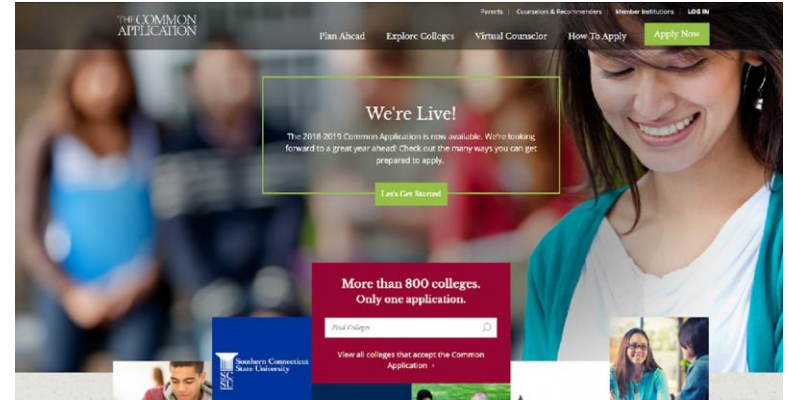 Parents | Counselors & Recommenders | Member Institutions | LOG IN
THE COMMON
APPLICATION
Plan Ahead Explore Colleges Virtual Counselor How To Apply Apply Now
We're Live!
The 2018-2019 Common Application is now available. We're looking
forward to a great year ahead! Check out the many ways you can get
prepared to apply.
Let's Get Started
More than 800 colleges.
Only one application.
Find Colleges
View all colleges that accept the Common
Application ›
Southern Connecticut
State University
SC
SU